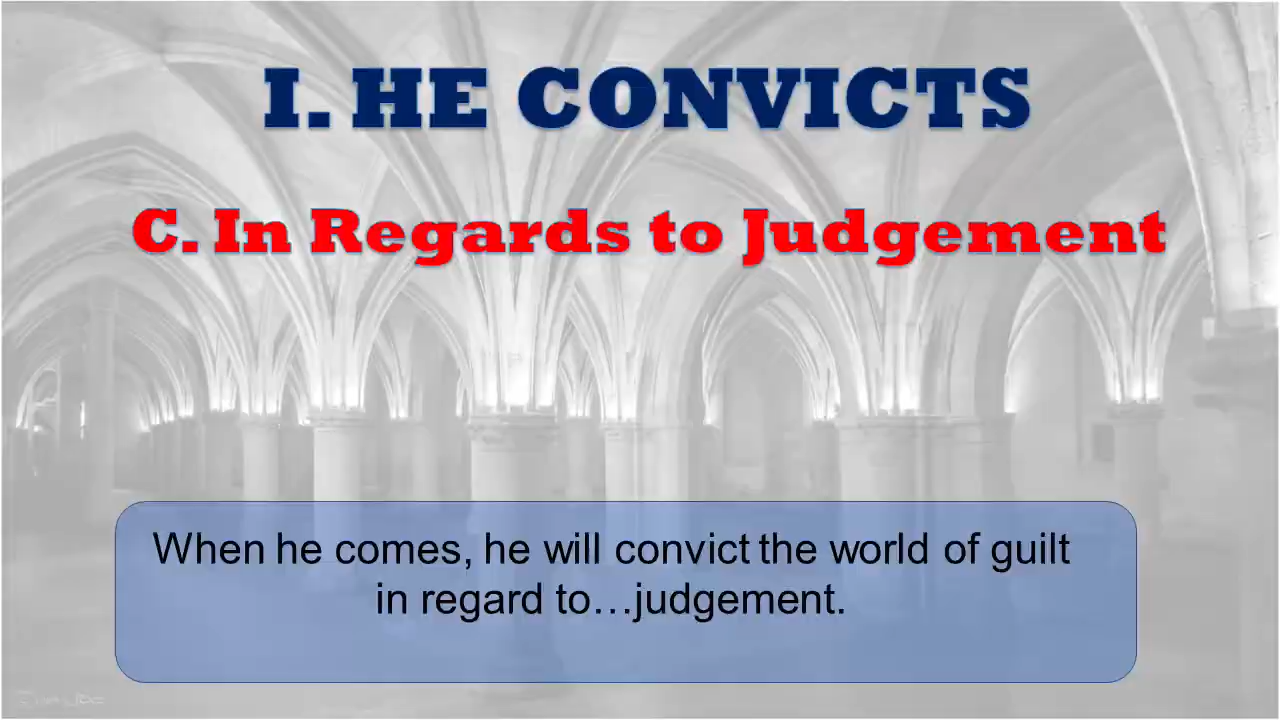 I. HE CONVICTS
C. In Regards to Judgement
When he comes, he will convict the world of guilt
in regard to…judgement.